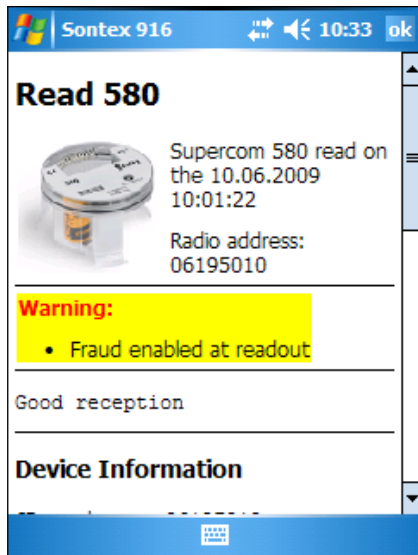 Sontex 916
10:33 ok
Read 580
Supercom 580 read on
the 10.06.2009
10:01:22
Radio address:
06195010
Warning:
• Fraud enabled at readout
Good reception
Device Information